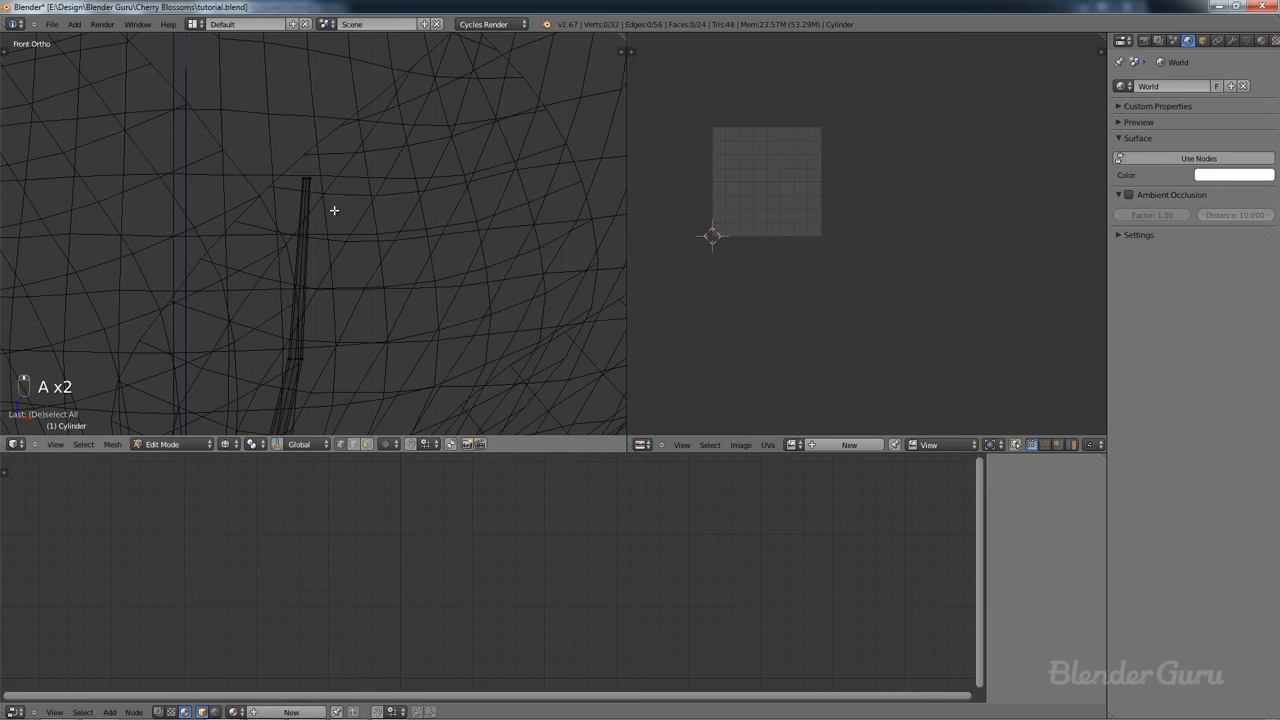 Blender* [E:\Design\Blender Guru\Cherry Blossoms\tutorial.blend]
File Add Render Window Help Default Scene Cycles Render v2.67 | Verts:0/32 | Edges:0/56 | Faces:0/24 | Tris:48 | Mem:23.57M (53.29M) | Cylinder
Front Ortho
World
World F
Custom Properties
Preview
Surface
Use Nodes
Color:
Ambient Occlusion
Factor: 1.00 Distance: 10.000
Settings
A x2
Last: (De)select All
(1) Cylinder
View Select Mesh Edit Mode Global
View Select Image UVs New View
BlenderGuru
View Select Add Node New